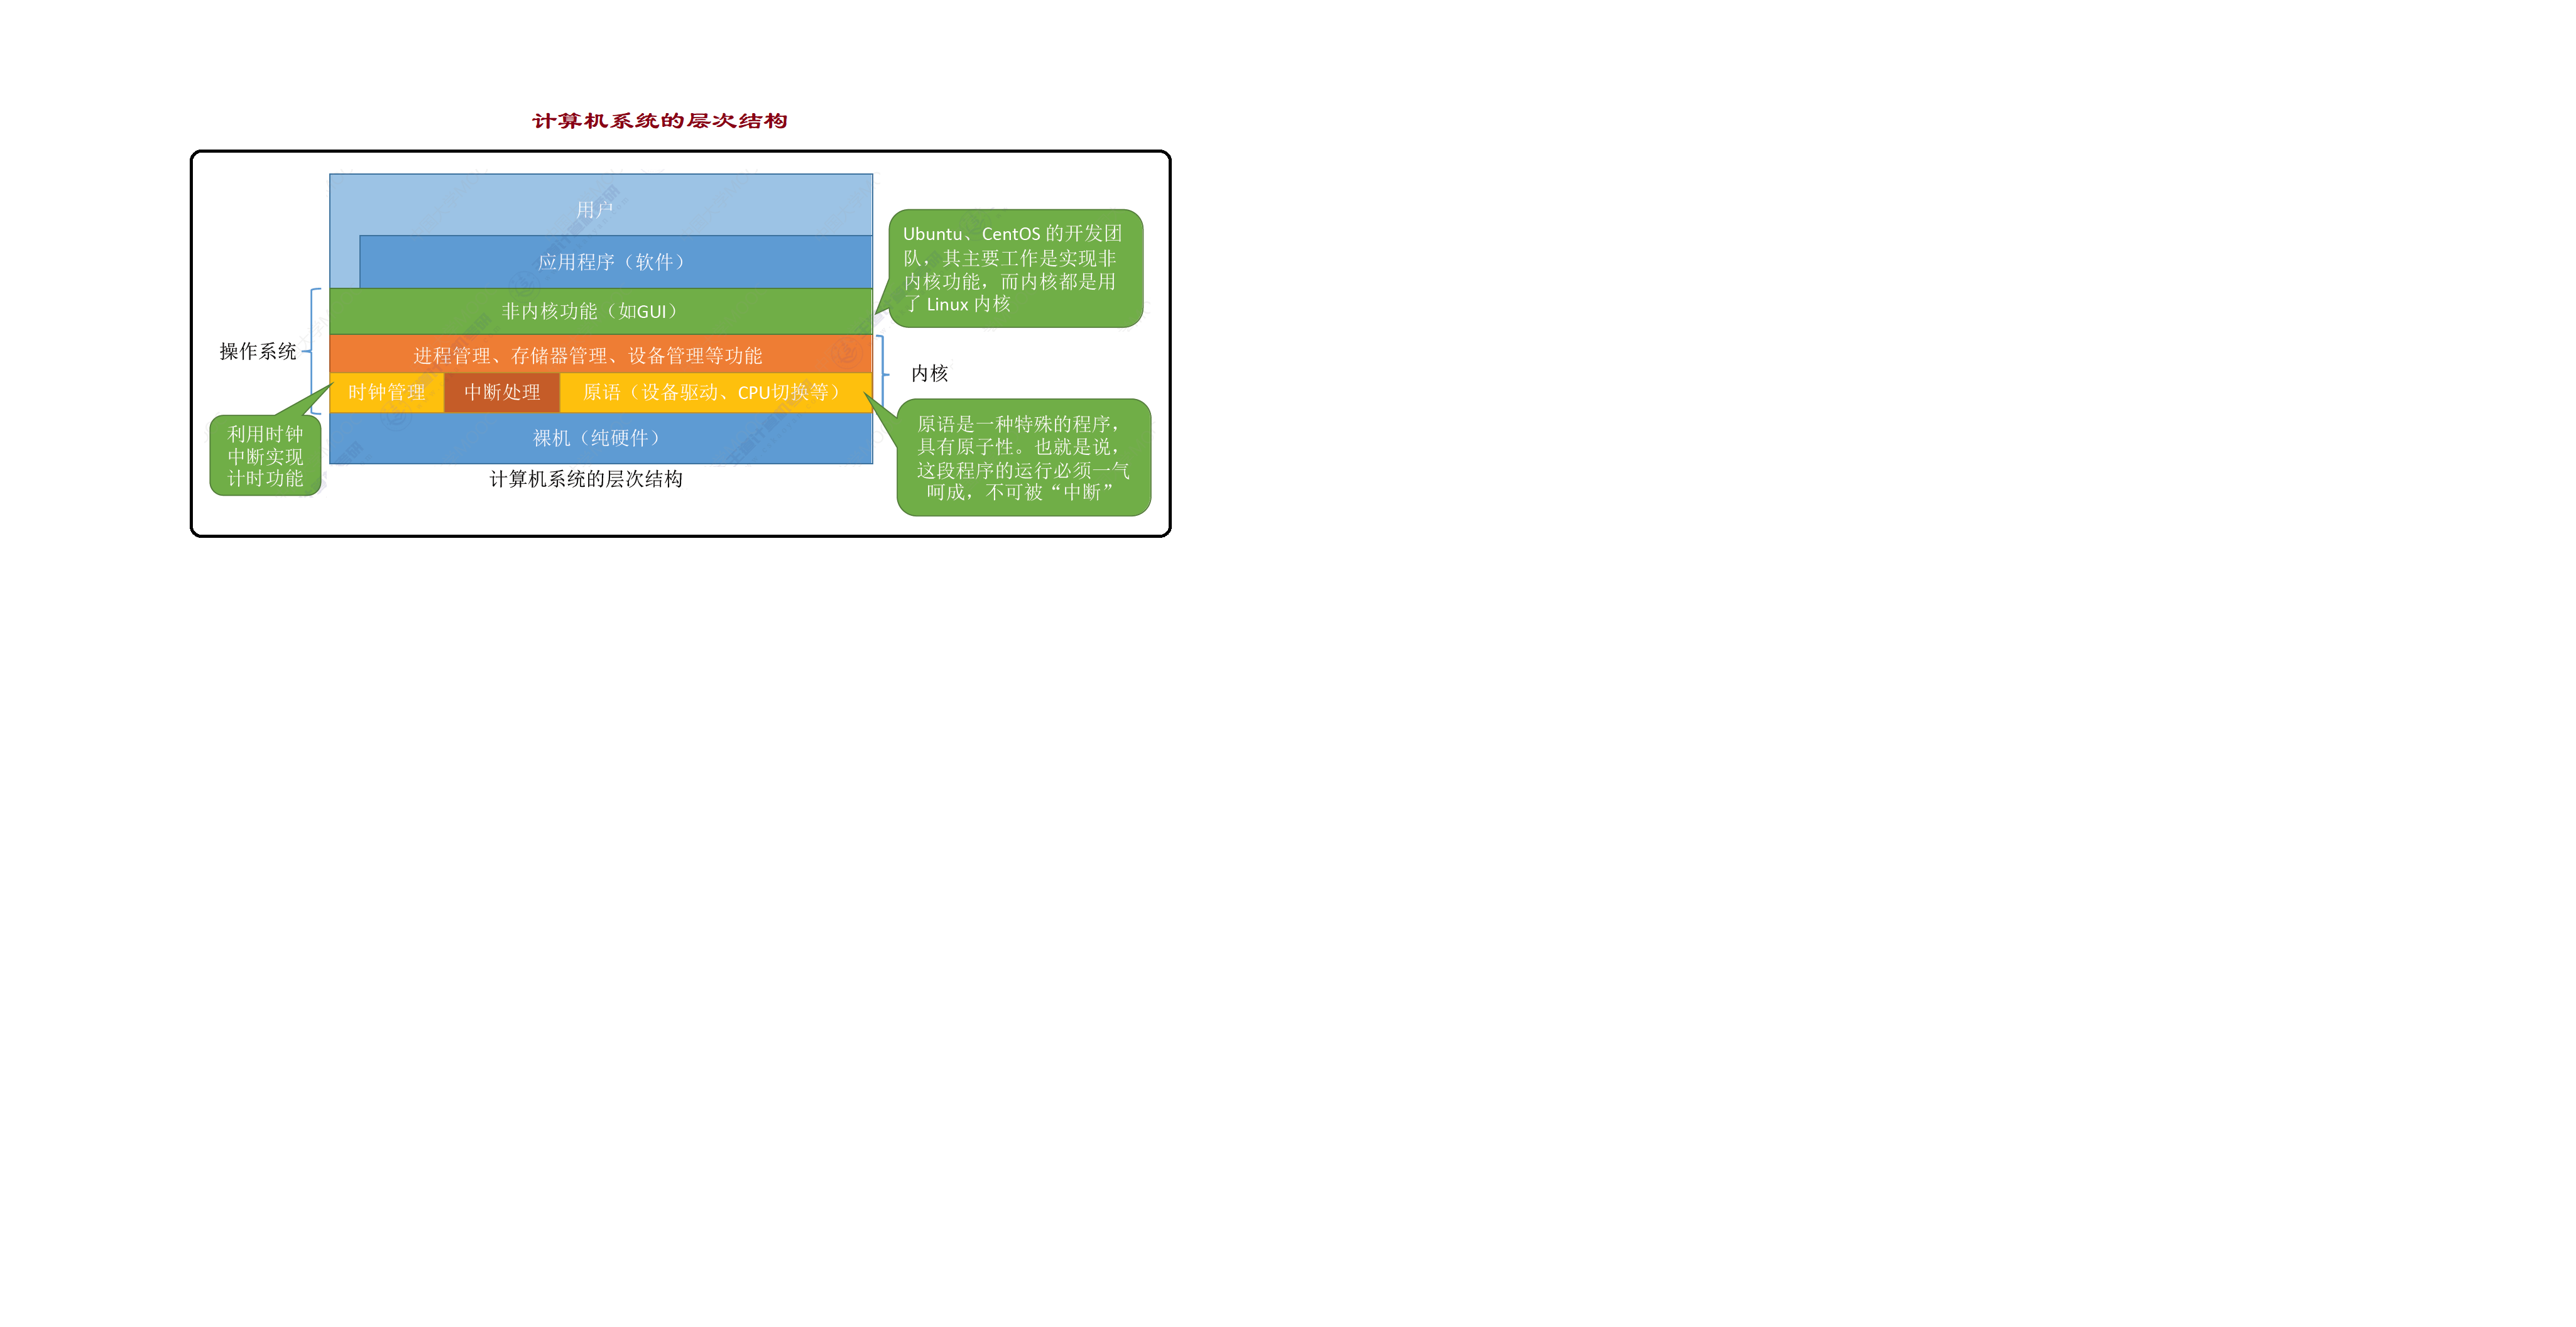 计算机系统的层次结构
用户
应用程序（软件）
非内核功能（如GUI）
进程管理、存储器管理、设备管理等功能
时钟管理
中断处理
原语（设备驱动、CPU切换等）
裸机（纯硬件）
计算机系统的层次结构
操作系统
内核
Ubuntu、CentOS 的开发团
队，其主要工作是实现非
内核功能，而内核都是用
了 Linux 内核
利用时钟
中断实现
计时功能
原语是一种特殊的程序，
具有原子性。也就是说，
这段程序的运行必须一气
呵成，不可被“中断”